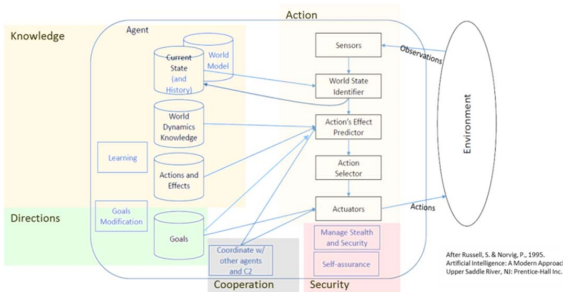 Action
Knowledge
Agent
Sensors
Observations
World
Model
Current
State
(and
History)
World State
Identifier
World
Dynamics
Knowledge
Action's Effect
Predictor
Environment
Learning
Actions and
Effects
Action
Selector
Goals
Modification
Directions
Goals
Actuators
Actions
Coordinate w/
other agents
and C2
Manage Stealth
and Security
Self-assurance
Cooperation
Security
After Russell, S. & Norvig, P., 1995.
Artificial Intelligence: A Modern Approac
Upper Saddle River, NJ: Prentice-Hall Inc.